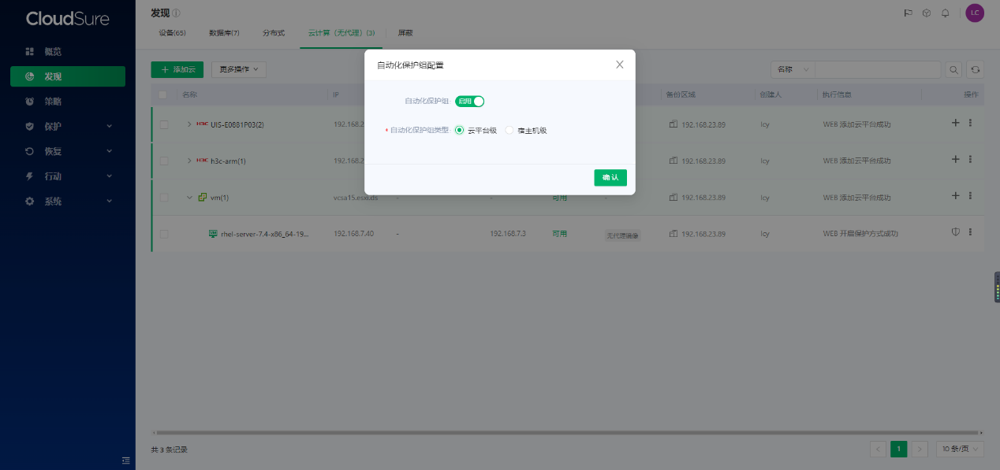 CloudSure
概览
发现
策略
保护
恢复
行动
系统
发现
LC
设备(65) 数据库(7) 分布式 云计算（无代理）(3) 屏蔽
添加云 更多操作 名称
自动化保护组配置
自动化保护组: 启用
* 自动化保护组类型: 云平台级 宿主机级
确 认
名称 IP 备份区域 创建人 执行信息 操作
H3C UIS-E0881P03(2) 192.168.2 192.168.23.89 lcy WEB 添加云平台成功
H3C h3c-arm(1) 192.168.2 192.168.23.89 lcy WEB 添加云平台成功
vm(1) vcsa15.esxi.ds - - 可用 - 192.168.23.89 lcy WEB 添加云平台成功
rhel-server-7.4-x86_64-19... 192.168.7.40 - 192.168.7.3 可用 无代理镜像 192.168.23.89 lcy WEB 开启保护方式成功
共 3 条记录 1 10 条/页